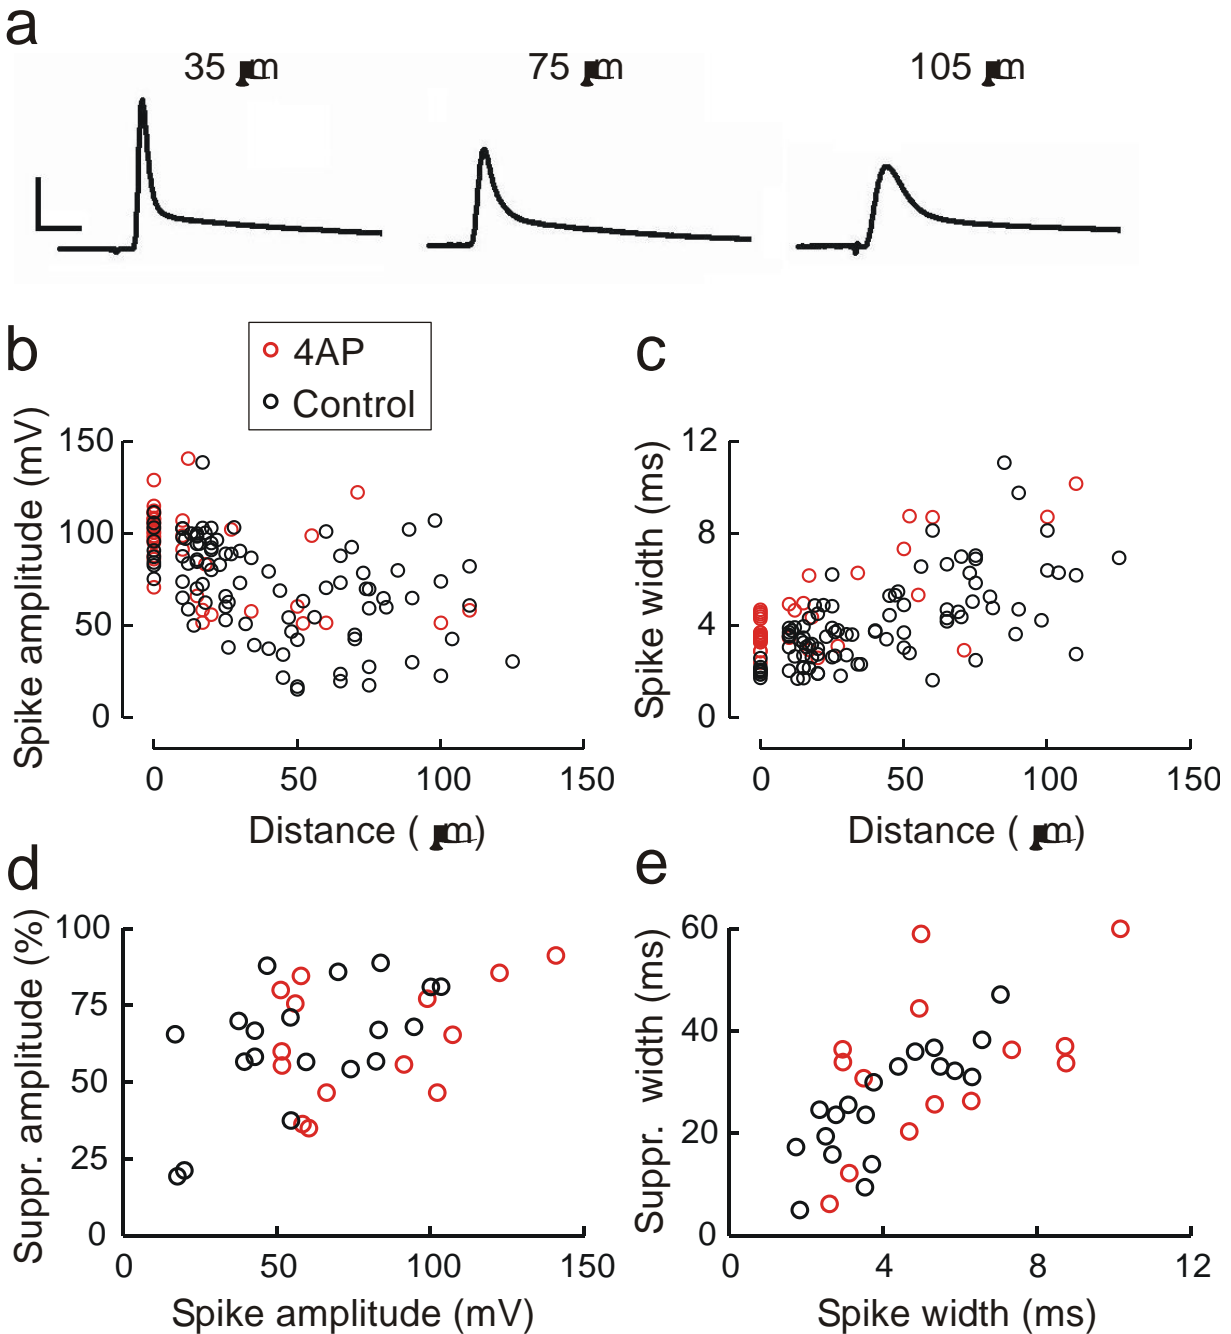 a
35 µm
75 µm
105 µm
b
4AP
Control
c
Spike amplitude (mV)
150
100
50
0
0
50
100
150
Distance ( µm)
Spike width (ms)
12
8
4
0
0
50
100
150
Distance ( µm)
d
Suppr. amplitude (%)
100
75
50
25
0
0
50
100
150
Spike amplitude (mV)
e
Suppr. width (ms)
60
40
20
0
0
4
8
12
Spike width (ms)